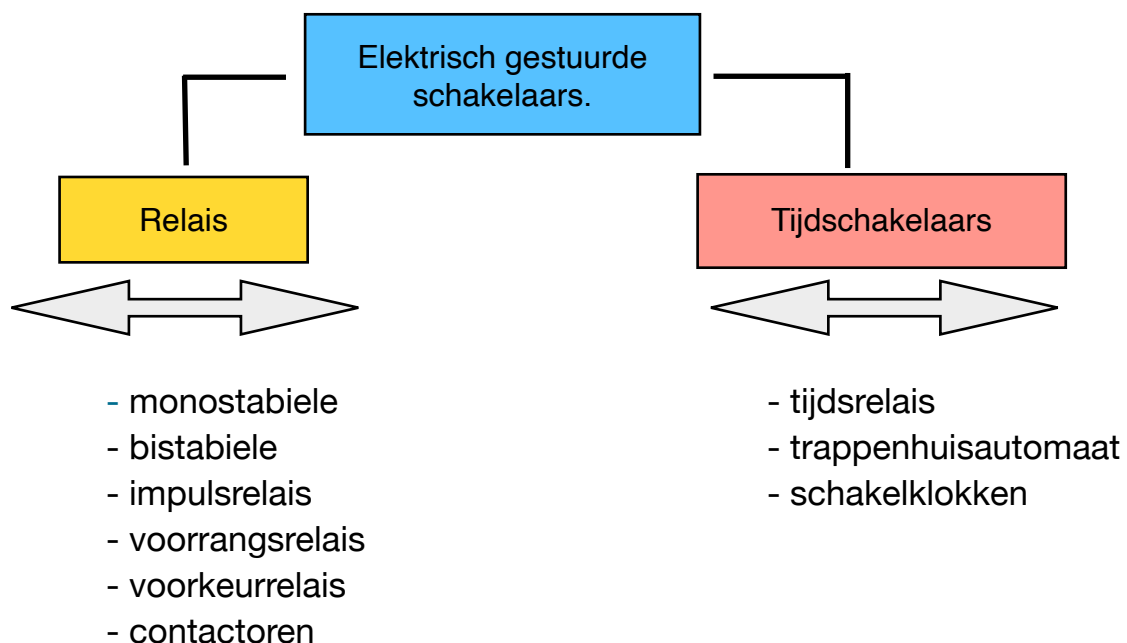 Elektrisch gestuurde
schakelaars.
Relais
Tijdschakelaars
- monostabiele
- bistabiele
- impulsrelais
- voorrangsrelais
- voorkeurrelais
- contactoren
- tijdsrelais
- trappenhuisautomaat
- schakelklokken